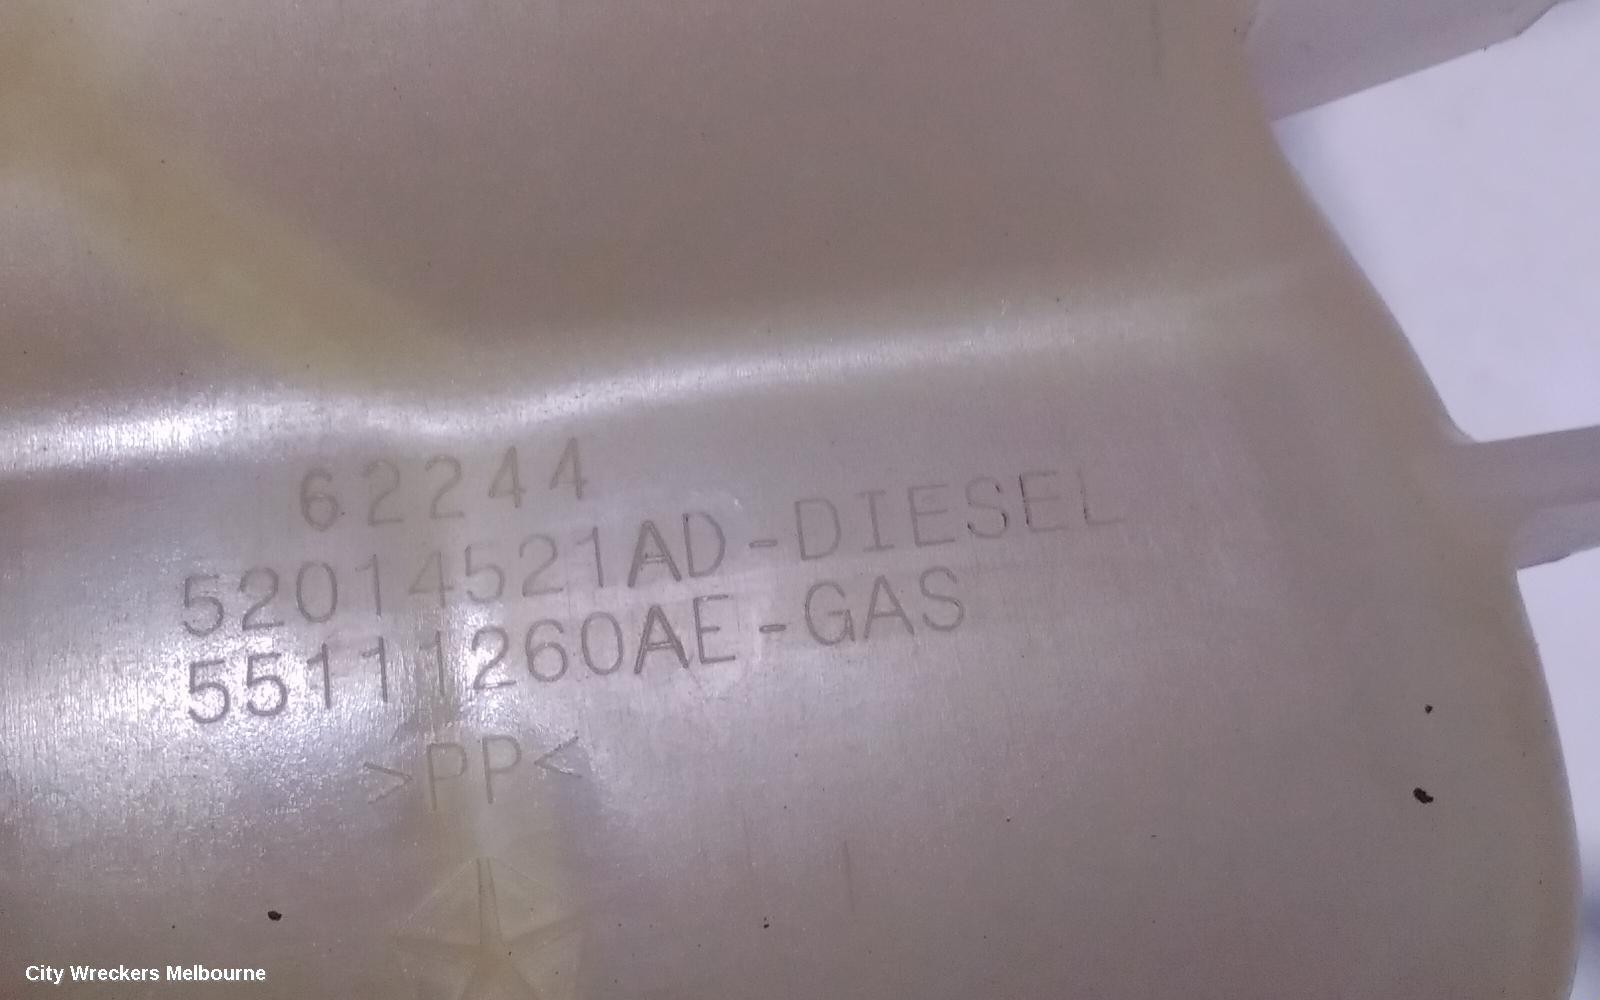 62244
52014521AD-DIESEL
55111260AE-GAS
>PP<
City Wreckers Melbourne